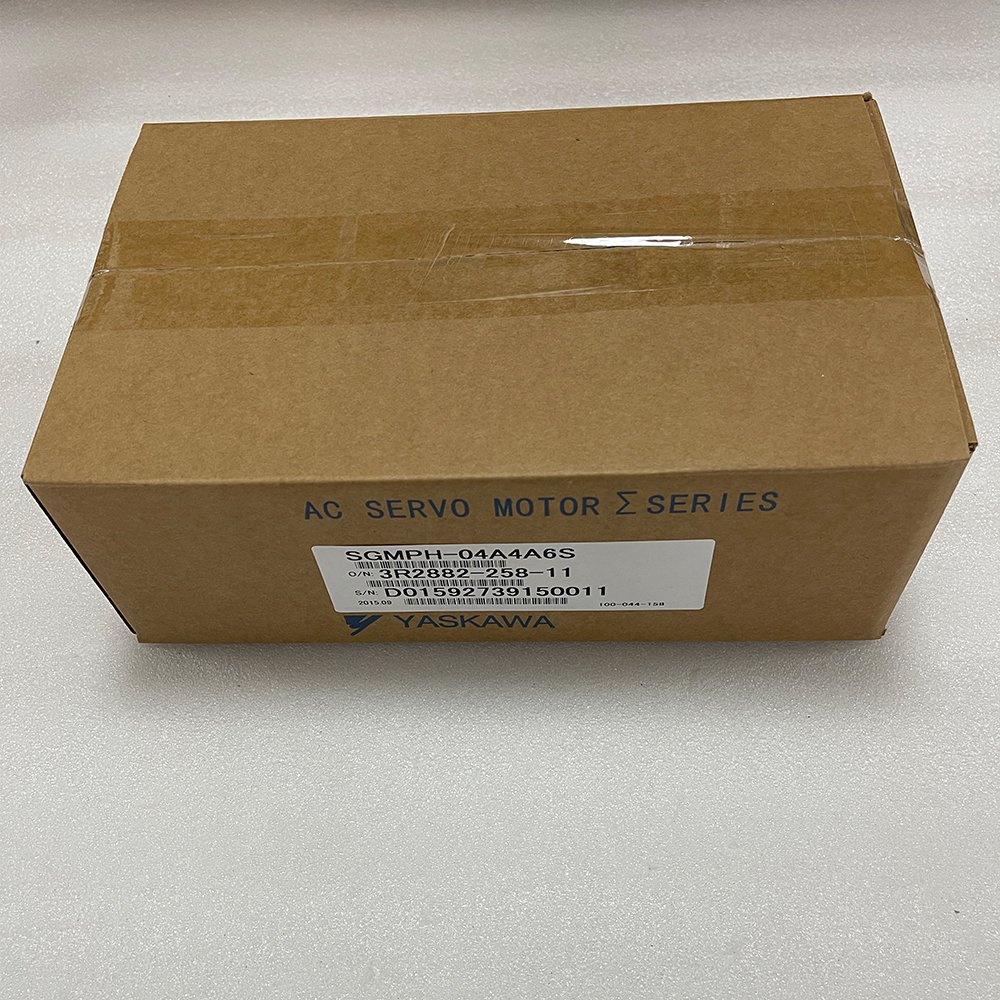 AC SERVO MOTOR Σ SERIES
SGMPH-04A4A6S
O/N: 3R2882-258-11
S/N: D01592739150011
2015.09 100-044-158
YASKAWA